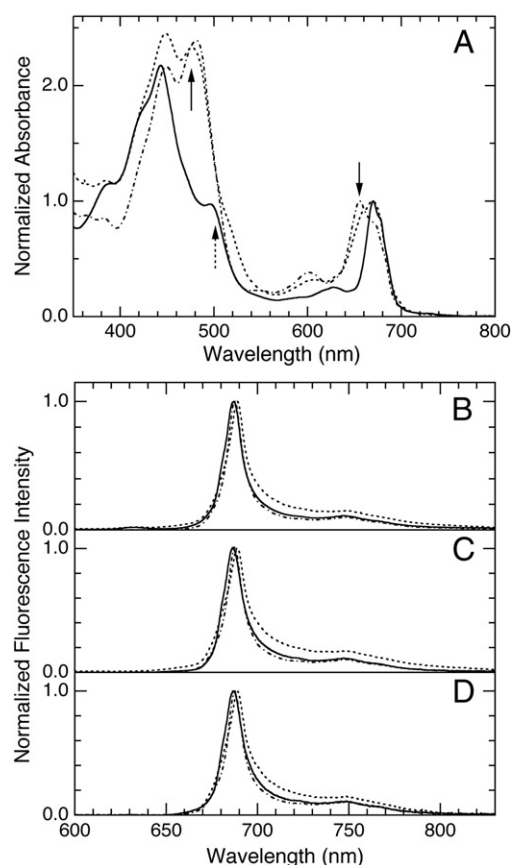 A
Normalized Absorbance
2.0
1.0
0.0
400 500 600 700 800
Wavelength (nm)
B
C
D
Normalized Fluorescence Intensity
1.0
0.0
1.0
0.0
1.0
0.0
600 650 700 750 800
Wavelength (nm)